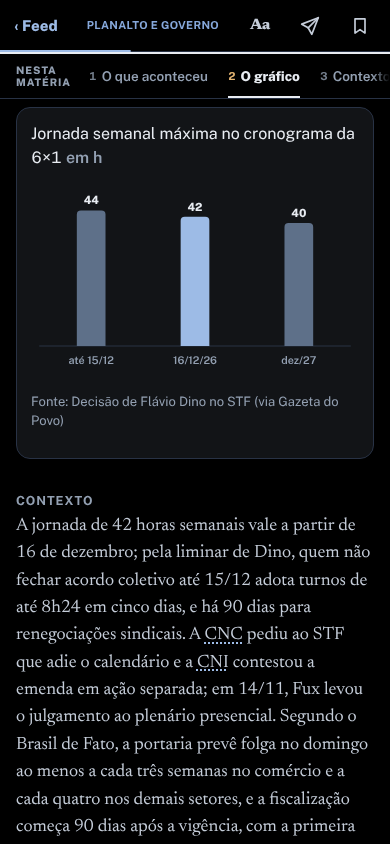 ‹ Feed
PLANALTO E GOVERNO
Aa
NESTA
MATÉRIA
1 O que aconteceu
2 O gráfico
3 Contexto
Jornada semanal máxima no cronograma da
6×1 em h
44
42
40
até 15/12
16/12/26
dez/27
Fonte: Decisão de Flávio Dino no STF (via Gazeta do
Povo)
CONTEXTO
A jornada de 42 horas semanais vale a partir de
16 de dezembro; pela liminar de Dino, quem não
fechar acordo coletivo até 15/12 adota turnos de
até 8h24 em cinco dias, e há 90 dias para
renegociações sindicais. A CNC pediu ao STF
que adie o calendário e a CNI contestou a
emenda em ação separada; em 14/11, Fux levou
o julgamento ao plenário presencial. Segundo o
Brasil de Fato, a portaria prevê folga no domingo
ao menos a cada três semanas no comércio e a
cada quatro nos demais setores, e a fiscalização
começa 90 dias após a vigência, com a primeira